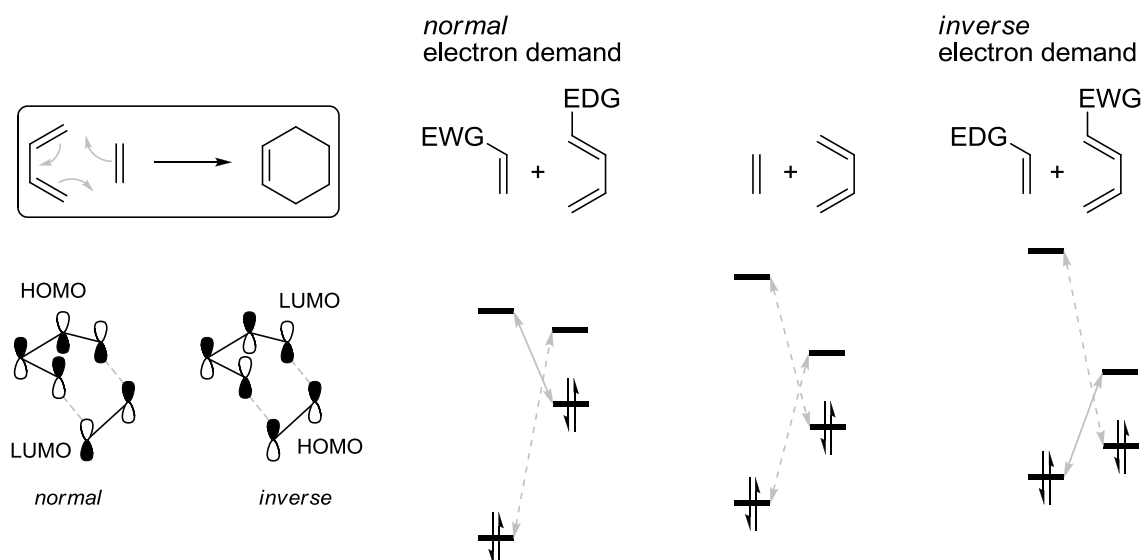 normal
electron demand
inverse
electron demand
EDG
EWG
+
+
EWG
EDG
+
HOMO
LUMO
LUMO
HOMO
normal
inverse